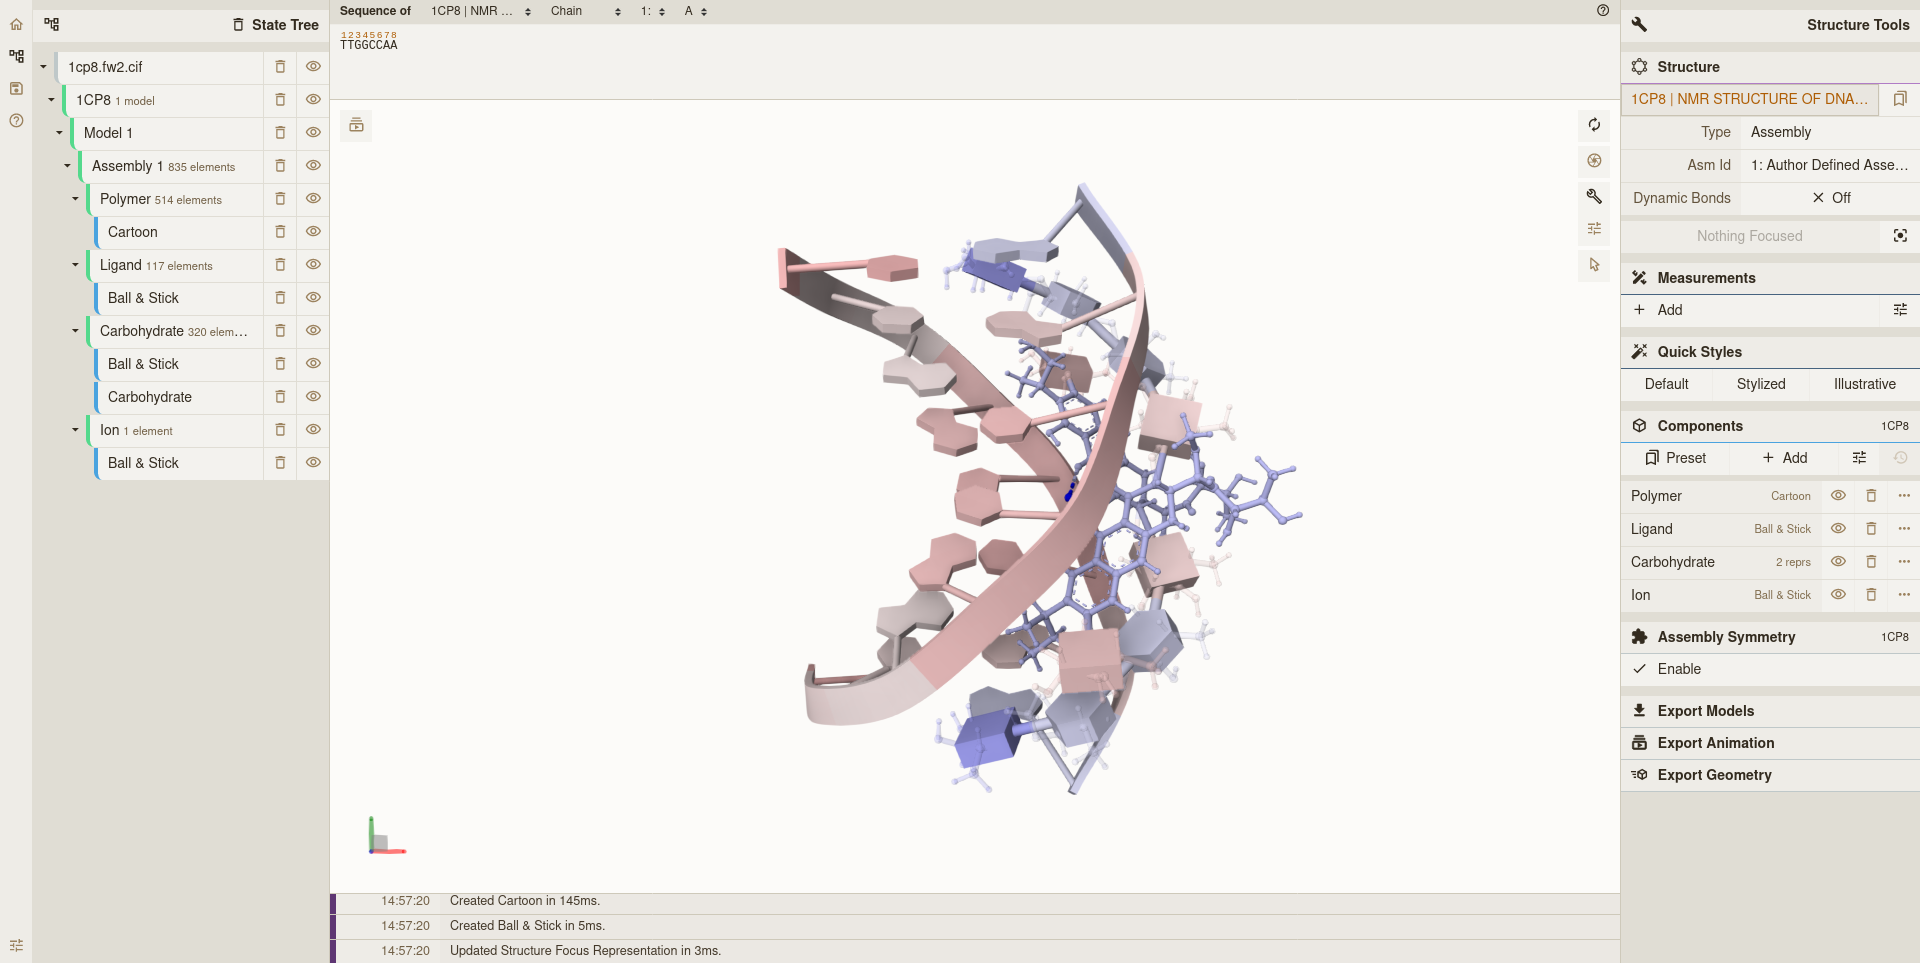 State Tree
1cp8.fw2.cif
1CP8 1 model
Model 1
Assembly 1 835 elements
Polymer 514 elements
Cartoon
Ligand 117 elements
Ball & Stick
Carbohydrate 320 elem…
Ball & Stick
Carbohydrate
Ion 1 element
Ball & Stick
Sequence of 1CP8 | NMR ... Chain 1: A
12345678
TTGGCCAA
14:57:20 Created Cartoon in 145ms.
14:57:20 Created Ball & Stick in 5ms.
14:57:20 Updated Structure Focus Representation in 3ms.
Structure Tools
Structure
1CP8 | NMR STRUCTURE OF DNA…
Type Assembly
Asm Id 1: Author Defined Asse…
Dynamic Bonds Off
Nothing Focused
Measurements
Add
Quick Styles
Default Stylized Illustrative
Components 1CP8
Preset Add
Polymer Cartoon
Ligand Ball & Stick
Carbohydrate 2 reprs
Ion Ball & Stick
Assembly Symmetry 1CP8
Enable
Export Models
Export Animation
Export Geometry